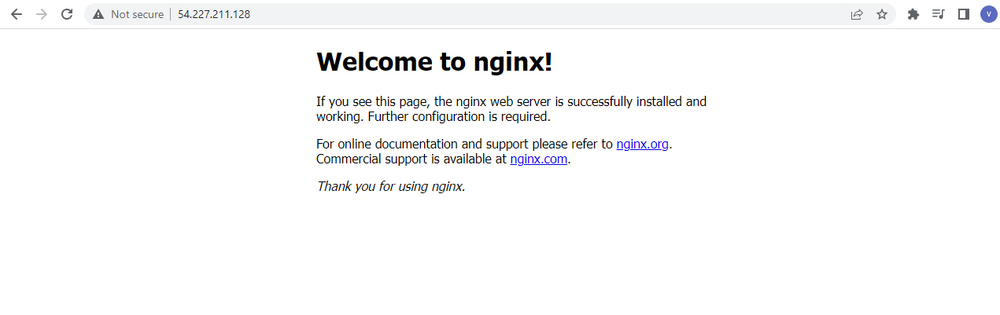 Not secure 54.227.211.128
V
Welcome to nginx!
If you see this page, the nginx web server is successfully installed and
working. Further configuration is required.
For online documentation and support please refer to nginx.org.
Commercial support is available at nginx.com.
Thank you for using nginx.